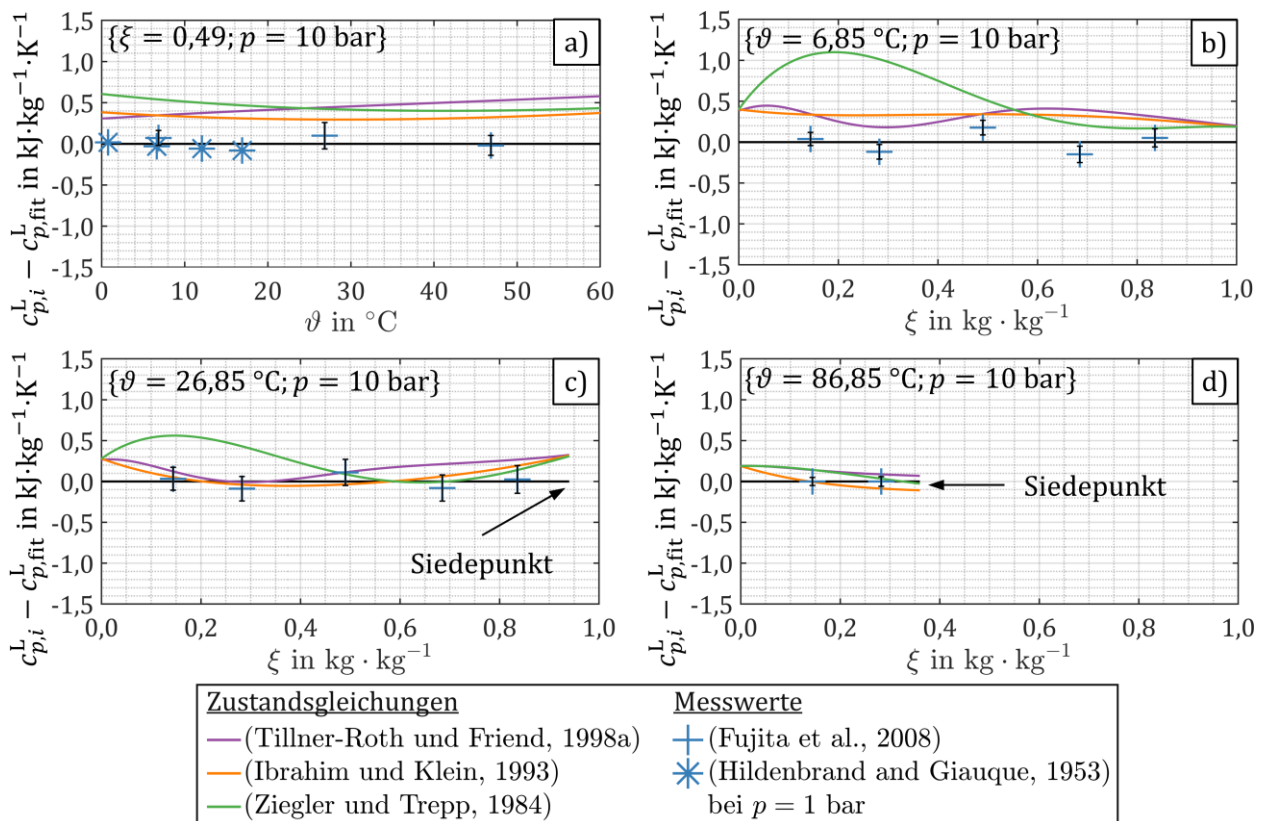 {ξ = 0,49; p = 10 bar}
a)
1,5
1,0
0,5
0,0
-0,5
-1,0
-1,5
c^L_{p,i} − c^L_{p,fit} in kJ·kg⁻¹·K⁻¹
0 10 20 30 40 50 60
ϑ in °C
{ϑ = 6,85 °C; p = 10 bar}
b)
1,5
1,0
0,5
0,0
-0,5
-1,0
-1,5
c^L_{p,i} − c^L_{p,fit} in kJ·kg⁻¹·K⁻¹
0,0 0,2 0,4 0,6 0,8 1,0
ξ in kg · kg⁻¹
{ϑ = 26,85 °C; p = 10 bar}
c)
1,5
1,0
0,5
0,0
-0,5
-1,0
-1,5
c^L_{p,i} − c^L_{p,fit} in kJ·kg⁻¹·K⁻¹
Siedepunkt
0,0 0,2 0,4 0,6 0,8 1,0
ξ in kg · kg⁻¹
{ϑ = 86,85 °C; p = 10 bar}
d)
1,5
1,0
0,5
0,0
-0,5
-1,0
-1,5
c^L_{p,i} − c^L_{p,fit} in kJ·kg⁻¹·K⁻¹
Siedepunkt
0,0 0,2 0,4 0,6 0,8 1,0
ξ in kg · kg⁻¹
Zustandsgleichungen
(Tillner-Roth und Friend, 1998a)
(Ibrahim und Klein, 1993)
(Ziegler und Trepp, 1984)
Messwerte
(Fujita et al., 2008)
(Hildenbrand and Giauque, 1953)
bei p = 1 bar